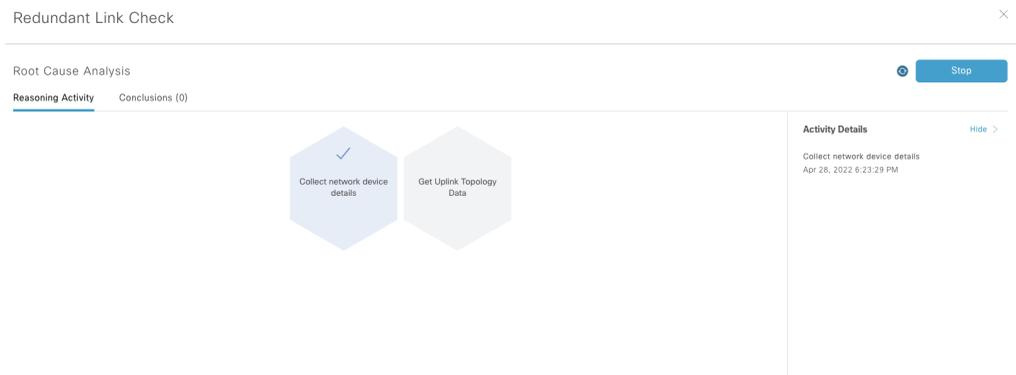 Redundant Link Check
Root Cause Analysis
Stop
Reasoning Activity
Conclusions (0)
Activity Details
Hide
Collect network device
details
Get Uplink Topology
Data
Collect network device details
Apr 28, 2022 6:23:29 PM